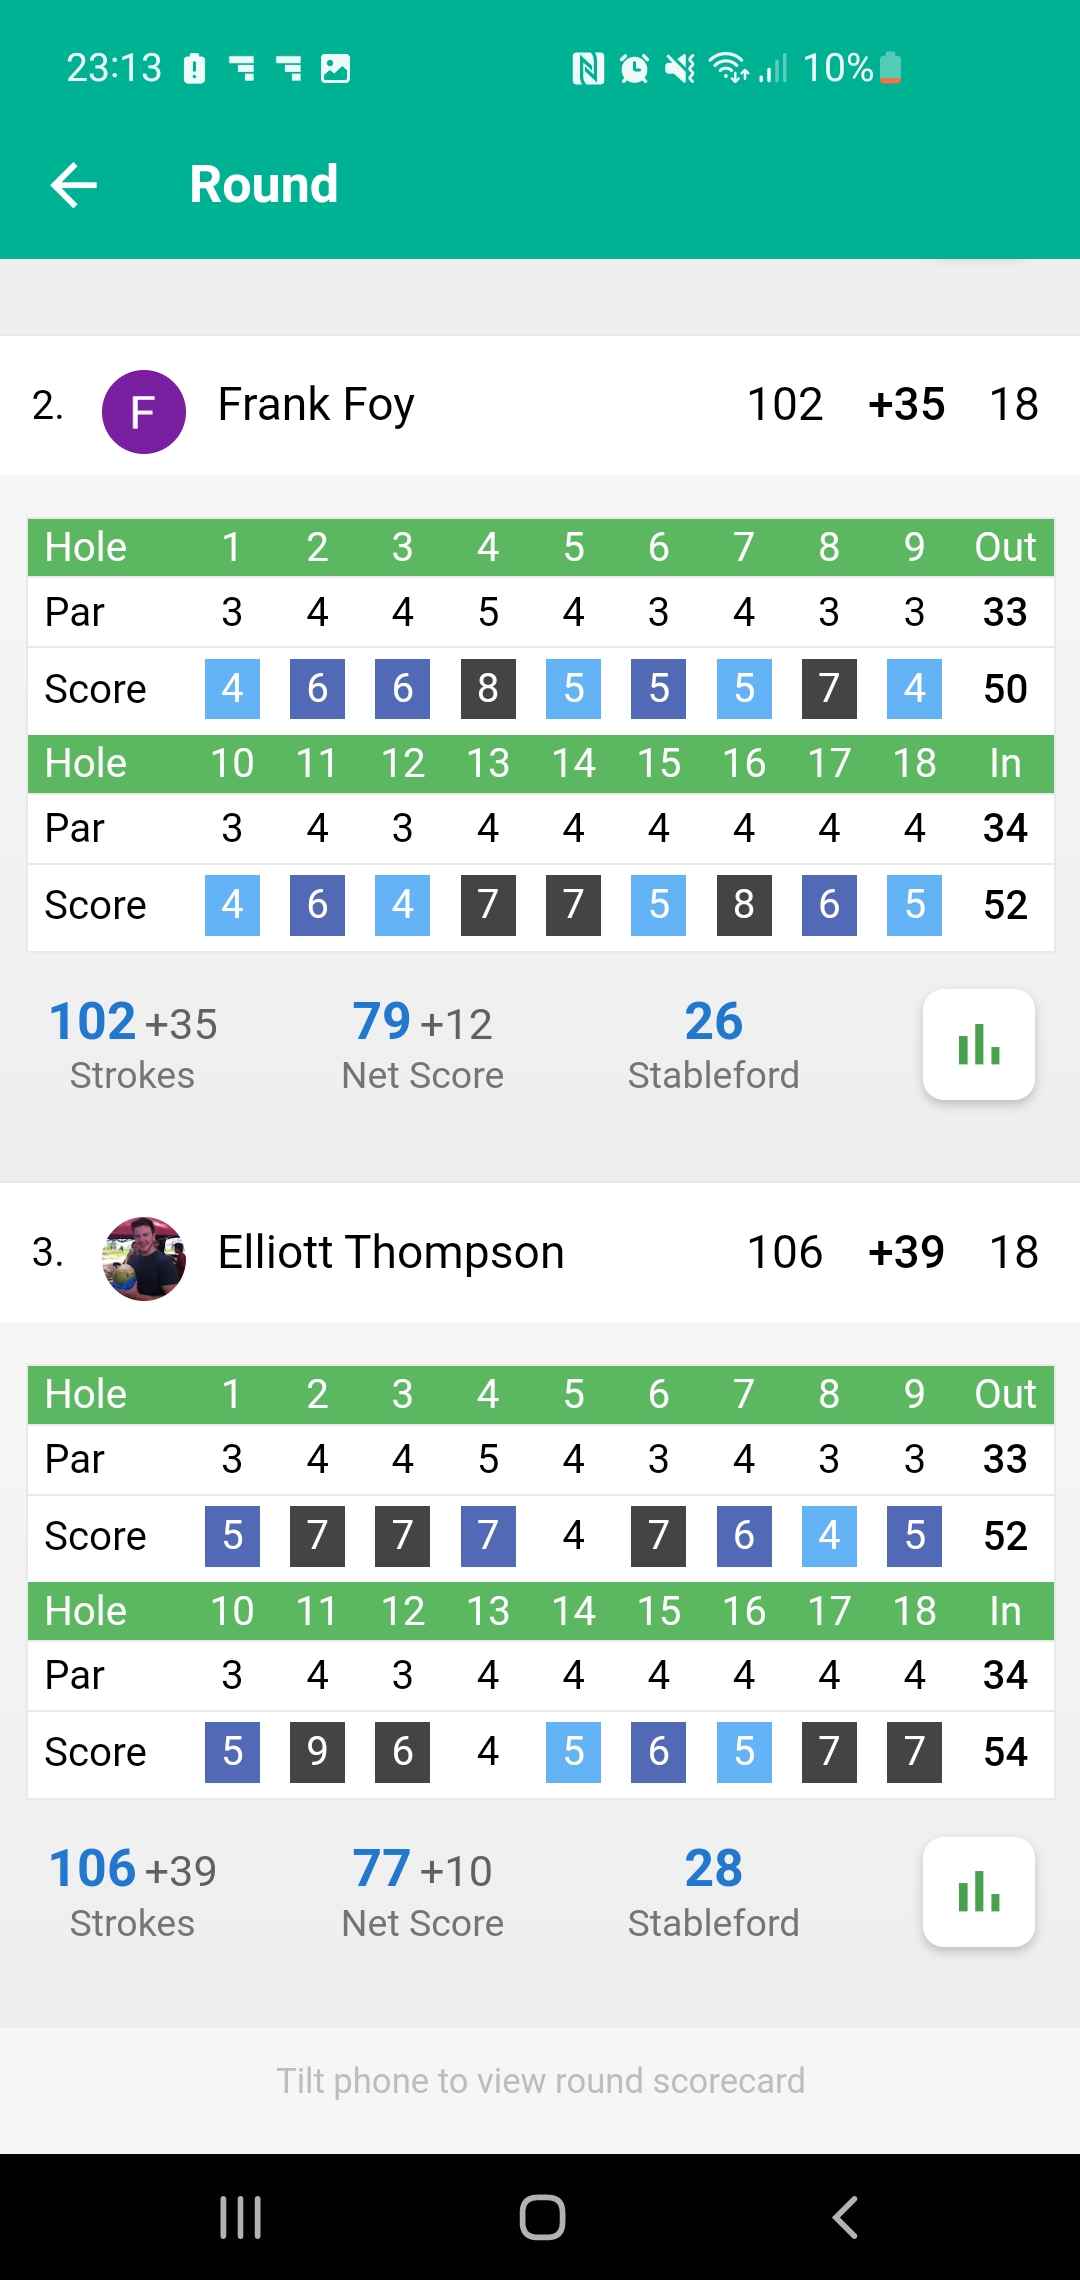 23:13 10%
Round
2. F Frank Foy 102 +35 18
Hole 1 2 3 4 5 6 7 8 9 Out
Par 3 4 4 5 4 3 4 3 3 33
Score 4 6 6 8 5 5 5 7 4 50
Hole 10 11 12 13 14 15 16 17 18 In
Par 3 4 3 4 4 4 4 4 4 34
Score 4 6 4 7 7 5 8 6 5 52
102 +35 79 +12 26
Strokes Net Score Stableford
3. Elliott Thompson 106 +39 18
Hole 1 2 3 4 5 6 7 8 9 Out
Par 3 4 4 5 4 3 4 3 3 33
Score 5 7 7 7 4 7 6 4 5 52
Hole 10 11 12 13 14 15 16 17 18 In
Par 3 4 3 4 4 4 4 4 4 34
Score 5 9 6 4 5 6 5 7 7 54
106 +39 77 +10 28
Strokes Net Score Stableford
Tilt phone to view round scorecard